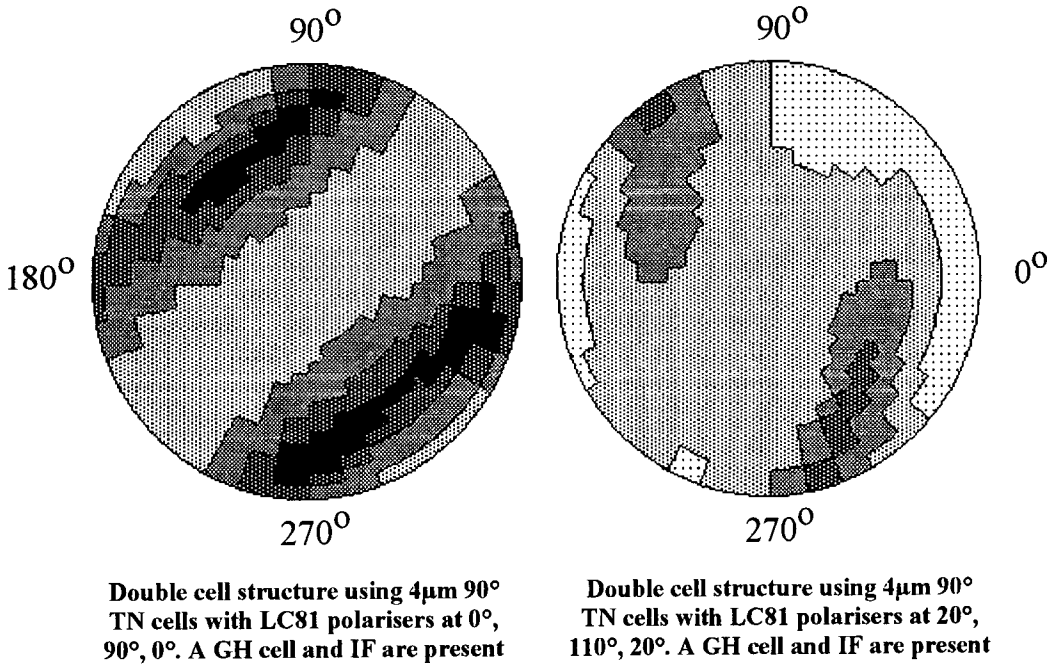 90°
90°
180°
0°
270°
270°
Double cell structure using 4µm 90°
TN cells with LC81 polarisers at 0°,
90°, 0°. A GH cell and IF are present
Double cell structure using 4µm 90°
TN cells with LC81 polarisers at 20°,
110°, 20°. A GH cell and IF are present